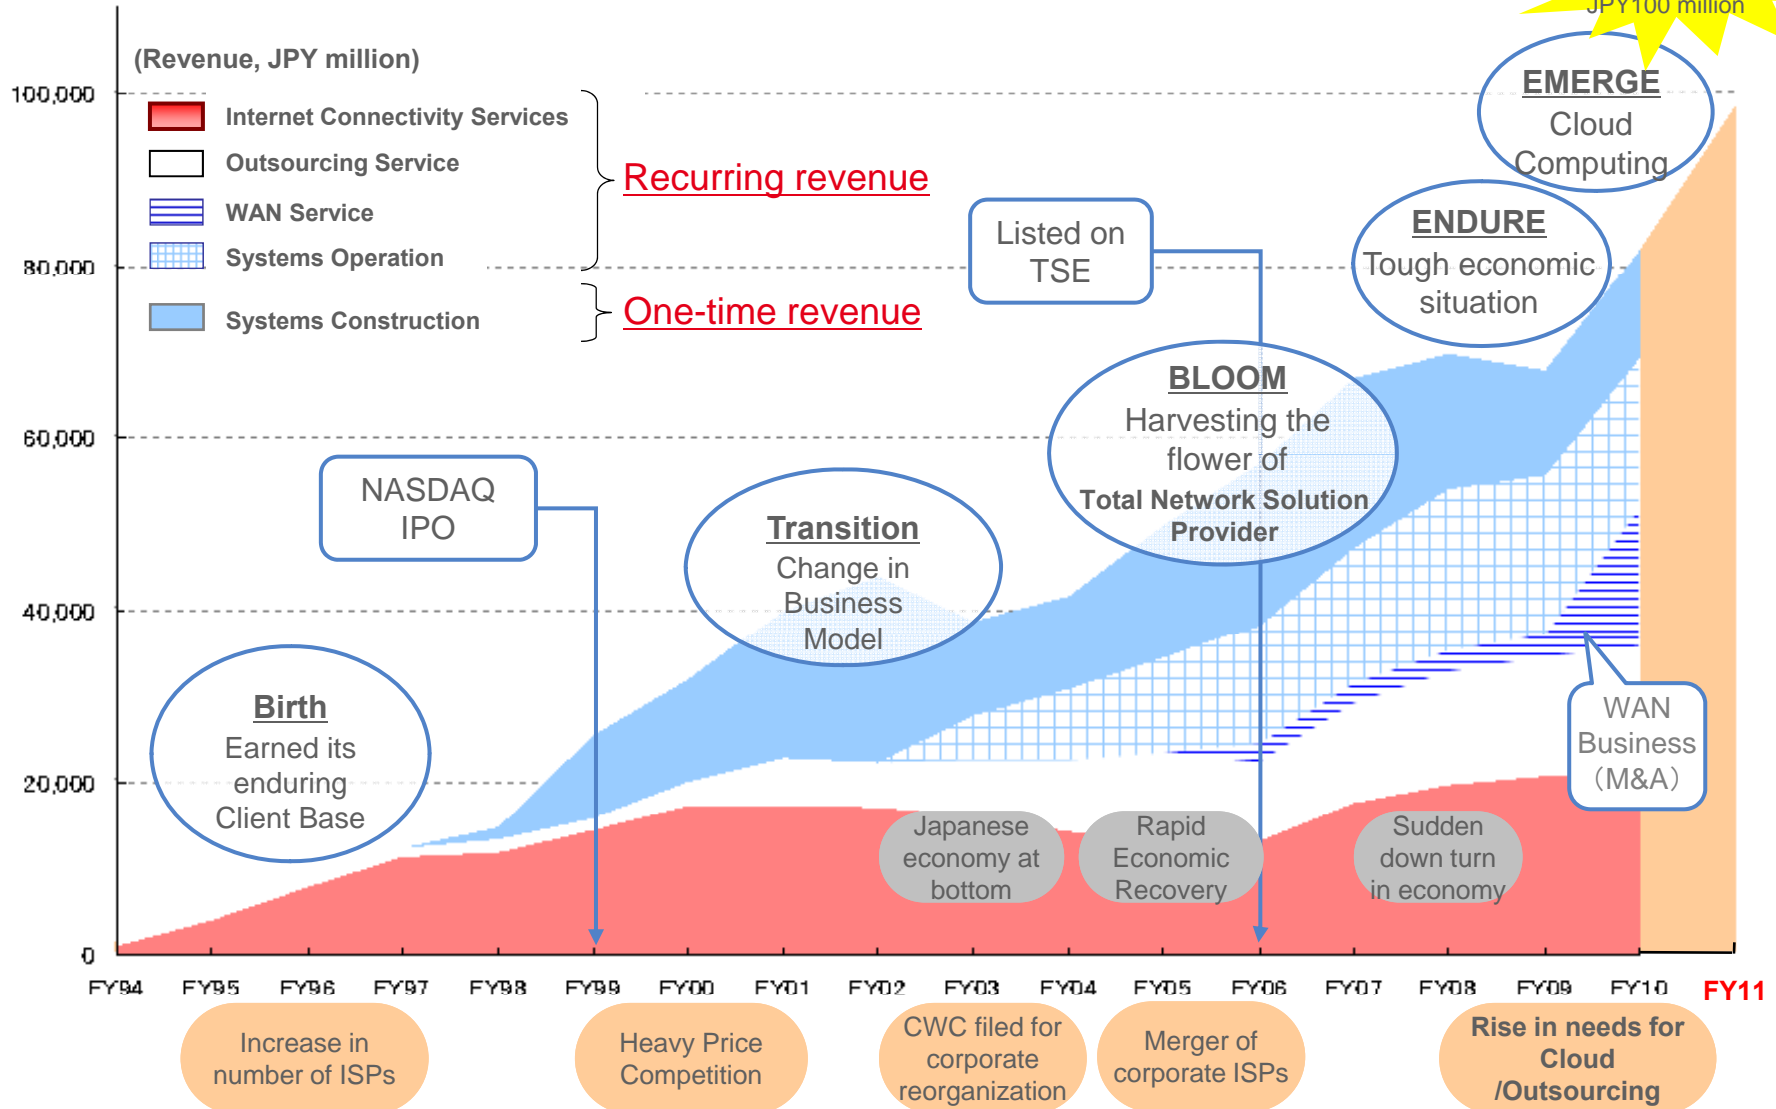 JPY100 million
(Revenue, JPY million)
100,000
80,000
60,000
40,000
20,000
0
Internet Connectivity Services
Outsourcing Service
WAN Service
Systems Operation
Systems Construction
Recurring revenue
One-time revenue
EMERGE
Cloud
Computing
ENDURE
Tough economic
situation
Listed on
TSE
BLOOM
Harvesting the
flower of
Total Network Solution
Provider
NASDAQ
IPO
Transition
Change in
Business
Model
Birth
Earned its
enduring
Client Base
WAN
Business
(M&A)
Japanese
economy at
bottom
Rapid
Economic
Recovery
Sudden
down turn
in economy
FY94 FY95 FY96 FY97 FY98 FY99 FY00 FY01 FY02 FY03 FY04 FY05 FY06 FY07 FY08 FY09 FY10 FY11
Increase in
number of ISPs
Heavy Price
Competition
CWC filed for
corporate
reorganization
Merger of
corporate ISPs
Rise in needs for
Cloud
/Outsourcing